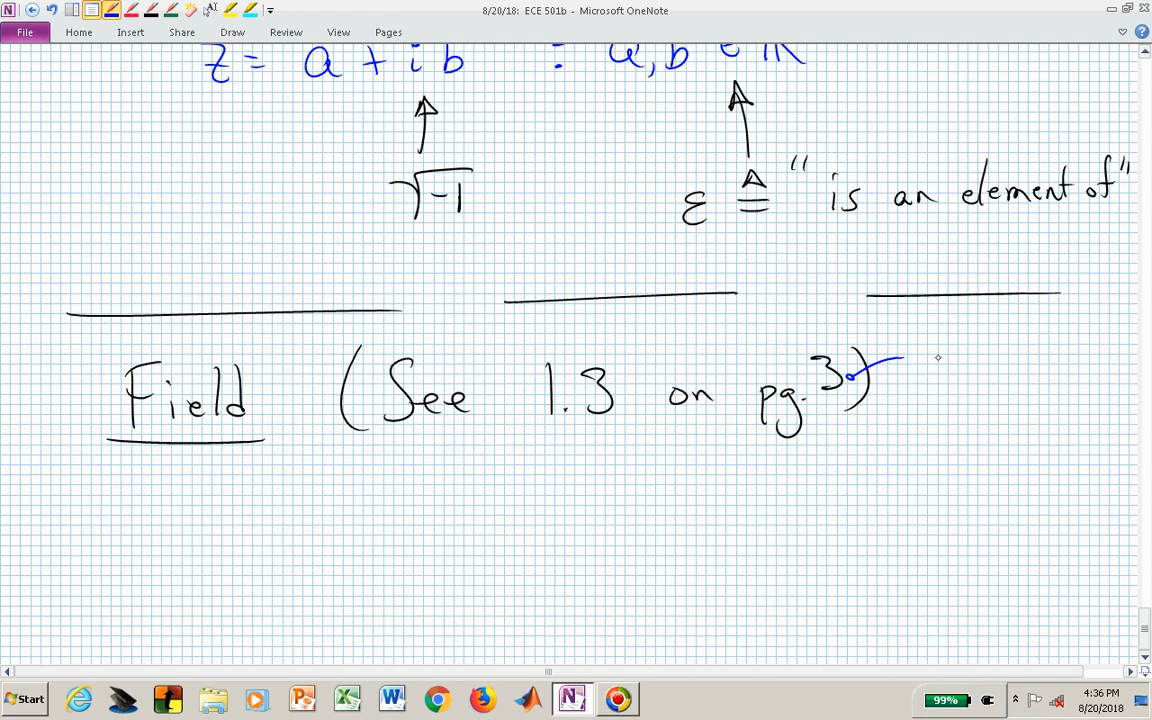 8/20/18: ECE 501b - Microsoft OneNote
File Home Insert Share Draw Review View Pages
z = a + i b : a, b ∈ ℝ
√-1 ε ≜ "is an element of"
Field (See 1.3 on pg. 3)
99% 4:36 PM
8/20/2018
Start